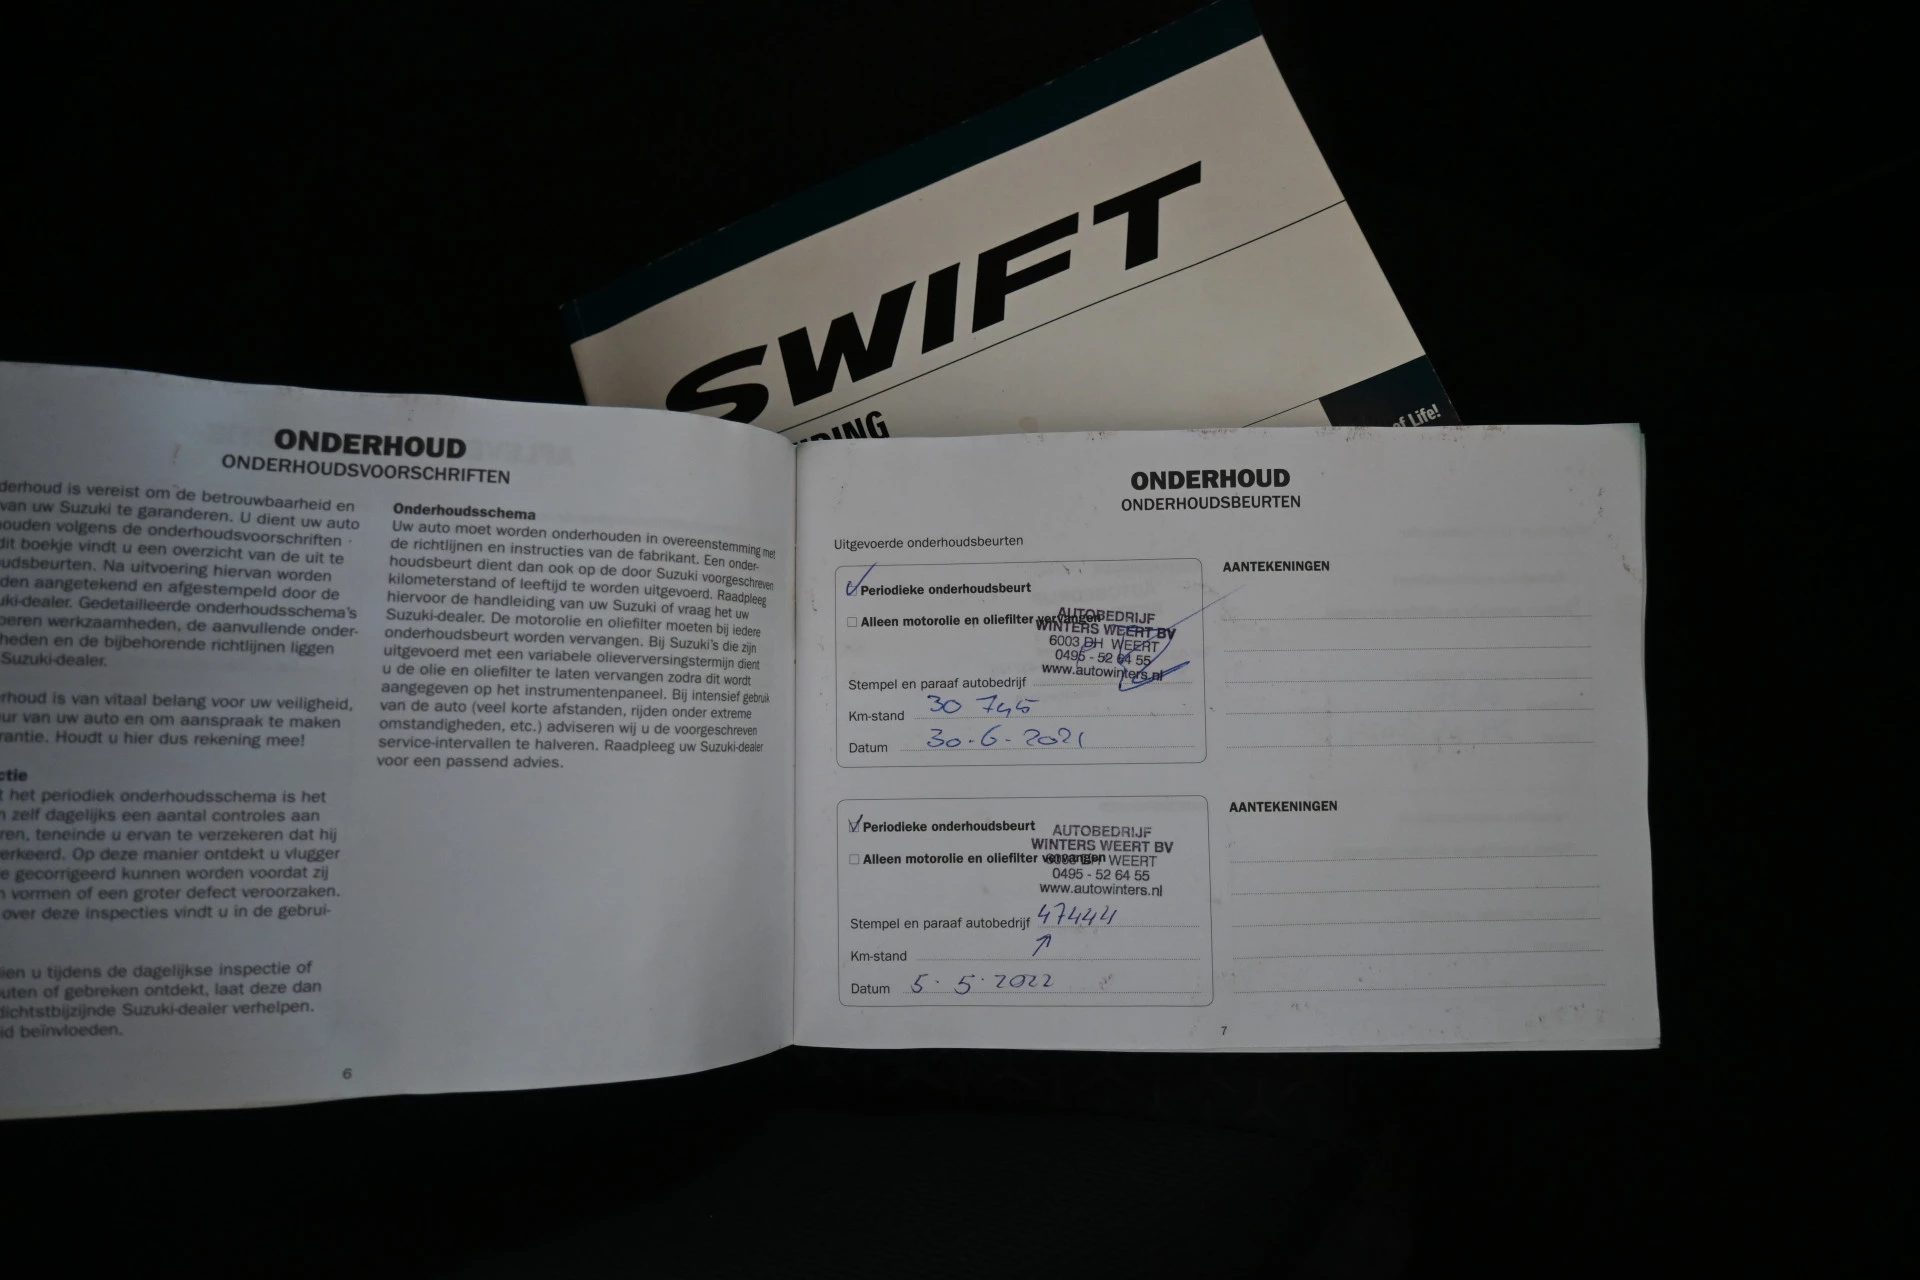 SWIFT
of Life!
ONDERHOUD
ONDERHOUDSVOORSCHRIFTEN
is vereist om de betrouwbaarheid en
van uw Suzuki te garanderen. U dient uw auto
volgens de onderhoudsvoorschriften
dit boekje vindt u een overzicht van de uit te
Na uitvoering hiervan worden
den aangetekend en afgestempeld door de
Gedetailleerde onderhoudsschema's
werkzaamheden, de aanvullende onder-
heden en de bijbehorende richtlijnen liggen
Suzuki-dealer.
is van vitaal belang voor uw veiligheid,
van uw auto en om aanspraak te maken
Houdt u hier dus rekening mee!
ctie
t het periodiek onderhoudsschema is het
n zelf dagelijks een aantal controles aan
ren, teneinde u ervan te verzekeren dat hij
erkeerd. Op deze manier ontdekt u vlugger
e gecorrigeerd kunnen worden voordat zij
n vormen of een groter defect veroorzaken.
over deze inspecties vindt u in de gebrui-
ien u tijdens de dagelijkse inspectie of
uten of gebreken ontdekt, laat deze dan
dichtstbijzijnde Suzuki-dealer verhelpen.
id beïnvloeden.
Onderhoudsschema
Uw auto moet worden onderhouden in overeenstemming met
de richtlijnen en instructies van de fabrikant. Een onder-
houdsbeurt dient dan ook op de door Suzuki voorgeschreven
kilometerstand of leeftijd te worden uitgevoerd. Raadpleeg
hiervoor de handleiding van uw Suzuki of vraag het uw
Suzuki-dealer. De motorolie en oliefilter moeten bij iedere
onderhoudsbeurt worden vervangen. Bij Suzuki's die zijn
uitgevoerd met een variabele olieverversingstermijn dient
u de olie en oliefilter te laten vervangen zodra dit wordt
aangegeven op het instrumentenpaneel. Bij intensief gebruik
van de auto (veel korte afstanden, rijden onder extreme
omstandigheden, etc.) adviseren wij u de voorgeschreven
service-intervallen te halveren. Raadpleeg uw Suzuki-dealer
voor een passend advies.
6
ONDERHOUD
ONDERHOUDSBEURTEN
Uitgevoerde onderhoudsbeurten
Periodieke onderhoudsbeurt
Alleen motorolie en oliefilter vervangen
AUTOBEDRIJF
WINTERS WEERT BV
6003 DH WEERT
0495 - 52 64 55
www.autowinters.nl
Stempel en paraaf autobedrijf
Km-stand 30 745
Datum 30-6-2021
AANTEKENINGEN
Periodieke onderhoudsbeurt
Alleen motorolie en oliefilter vervangen
AUTOBEDRIJF
WINTERS WEERT BV
6003 DH WEERT
0495 - 52 64 55
www.autowinters.nl
Stempel en paraaf autobedrijf 47444
Km-stand
Datum 5-5-2022
AANTEKENINGEN
7